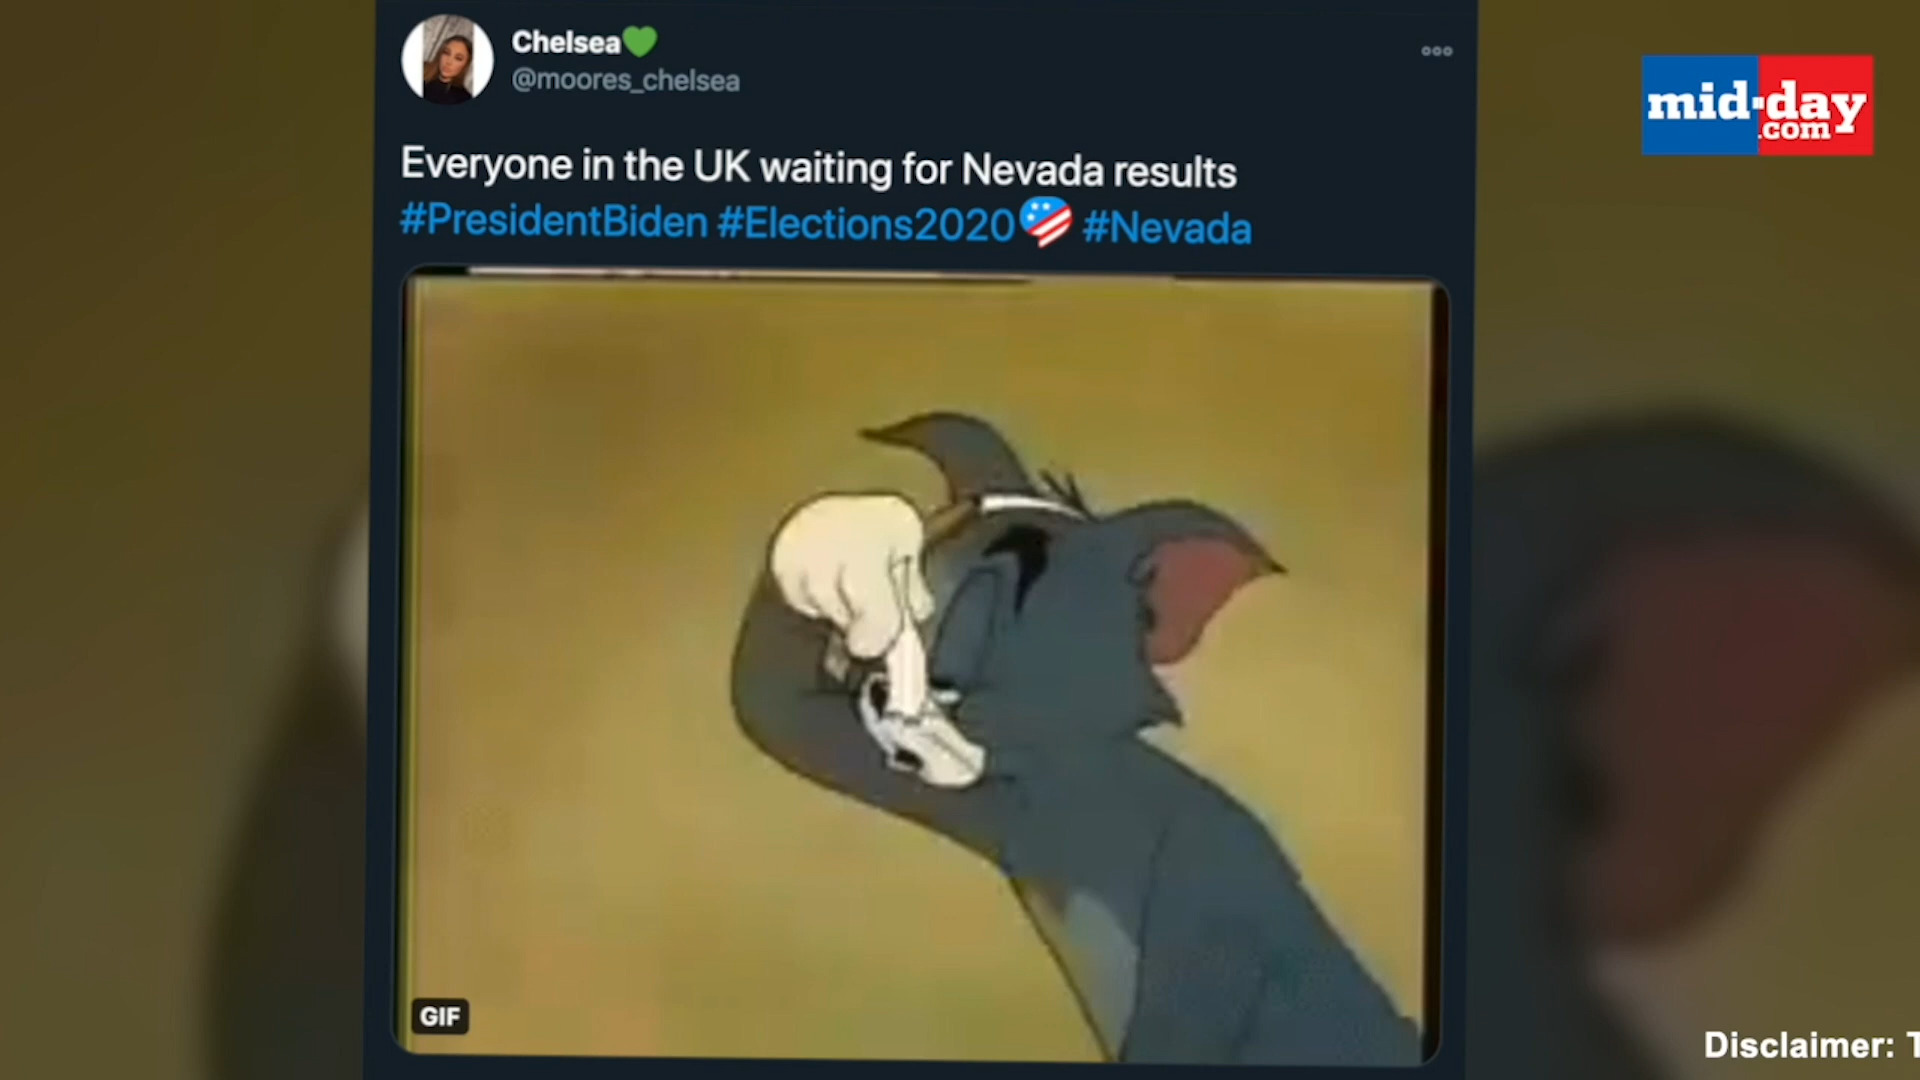 Chelsea💚
@moores_chelsea
Everyone in the UK waiting for Nevada results
#PresidentBiden #Elections2020 #Nevada
GIF
mid-day
.com
Disclaimer: